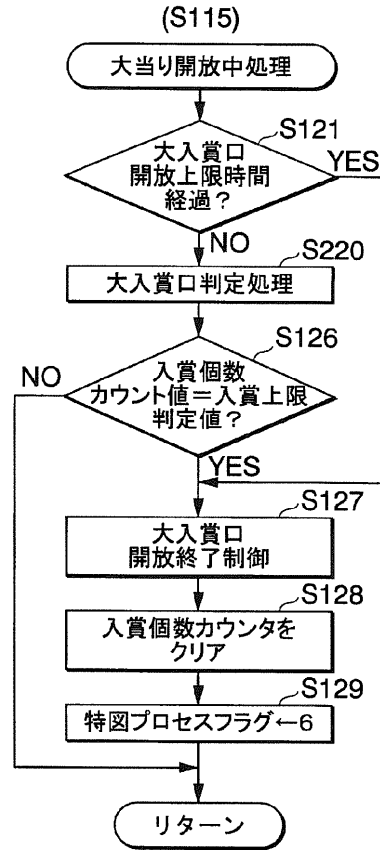 (S115)
大当り開放中処理
S121
大入賞口
開放上限時間
経過？
YES
NO
S220
大入賞口判定処理
S126
NO
入賞個数
カウント値＝入賞上限
判定値？
YES
S127
大入賞口
開放終了制御
S128
入賞個数カウンタを
クリア
S129
特図プロセスフラグ←6
リターン